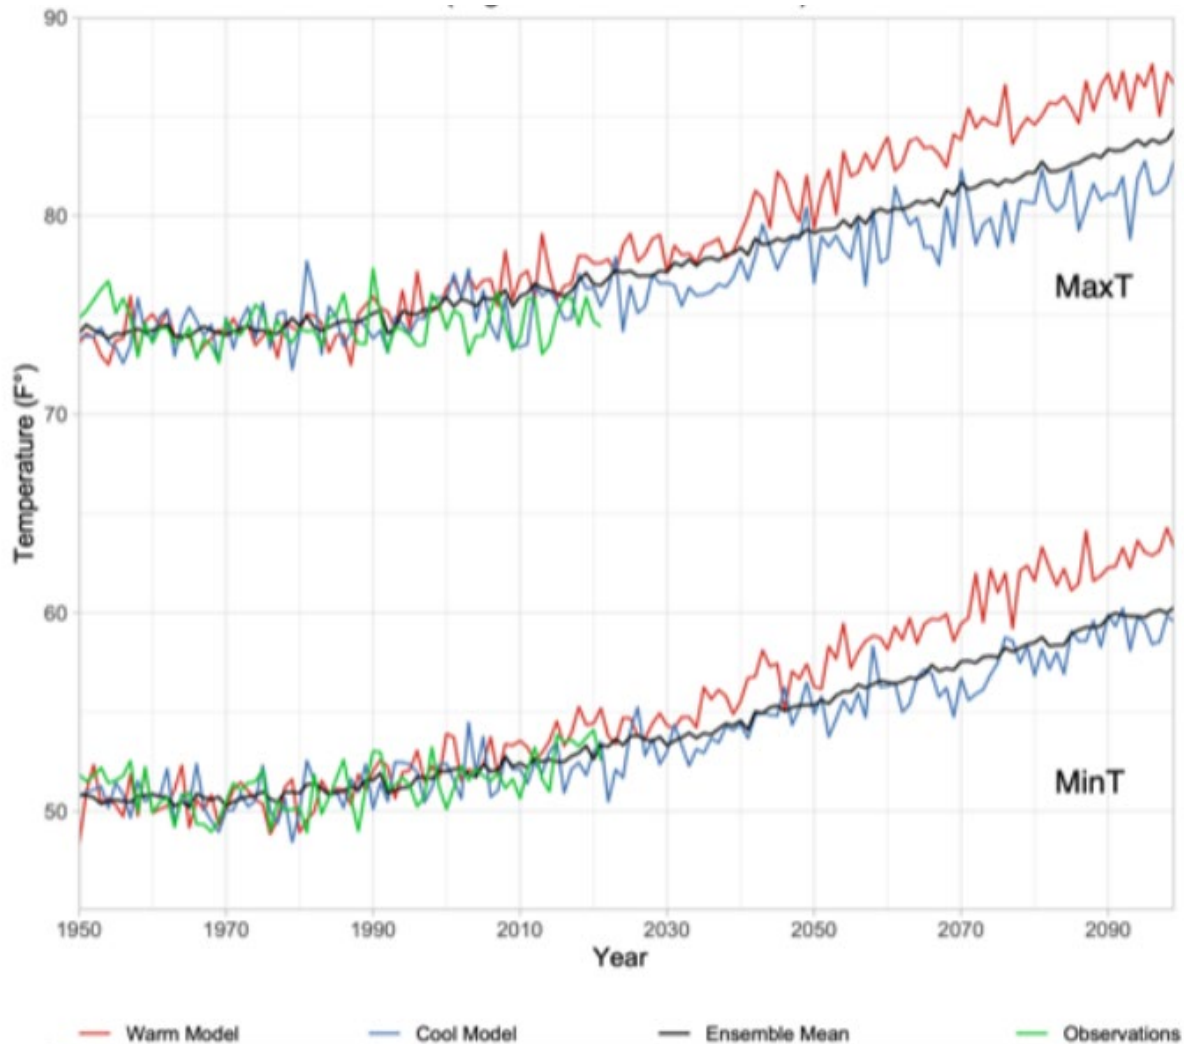 90
80
MaxT
70
Temperature (F°)
60
MinT
50
1950 1970 1990 2010 2030 2050 2070 2090
Year
Warm Model Cool Model Ensemble Mean Observations